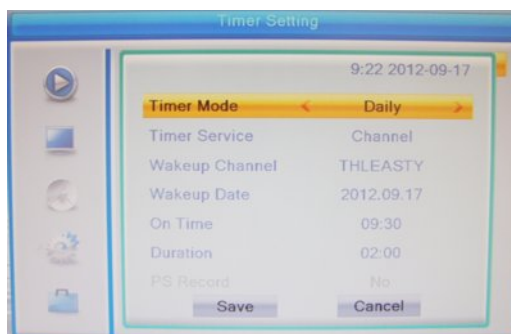 Timer Setting
9:22 2012-09-17
Timer Mode < Daily >
Timer Service Channel
Wakeup Channel THLEASTY
Wakeup Date 2012.09.17
On Time 09:30
Duration 02:00
PS Record No
Save Cancel